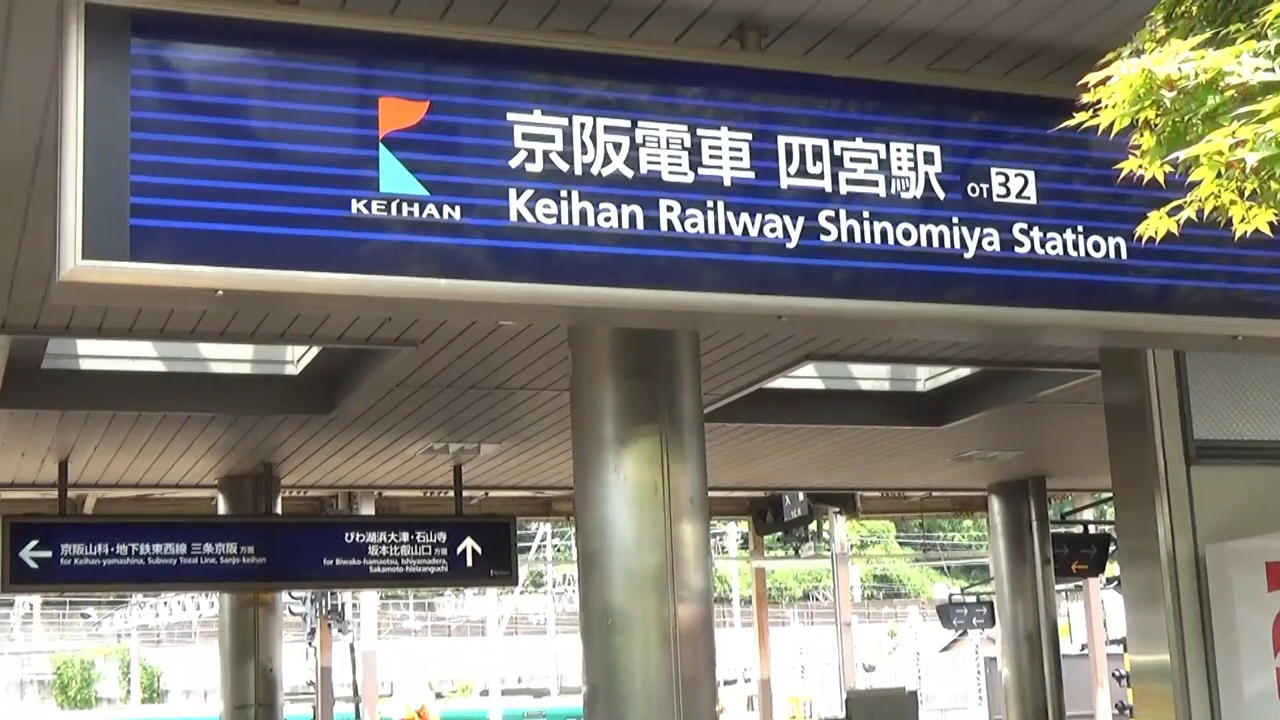 京阪電車 四宮駅 OT 32
KEIHAN
Keihan Railway Shinomiya Station
← 京阪山科・地下鉄東西線 三条京阪 方面
for Keihan-yamashina, Subway Tozai Line, Sanjo-keihan
びわ湖浜大津・石山寺
坂本比叡山口 方面 ↑
for Biwako-hamaotsu, Ishiyamadera,
Sakamoto-hieizanguchi